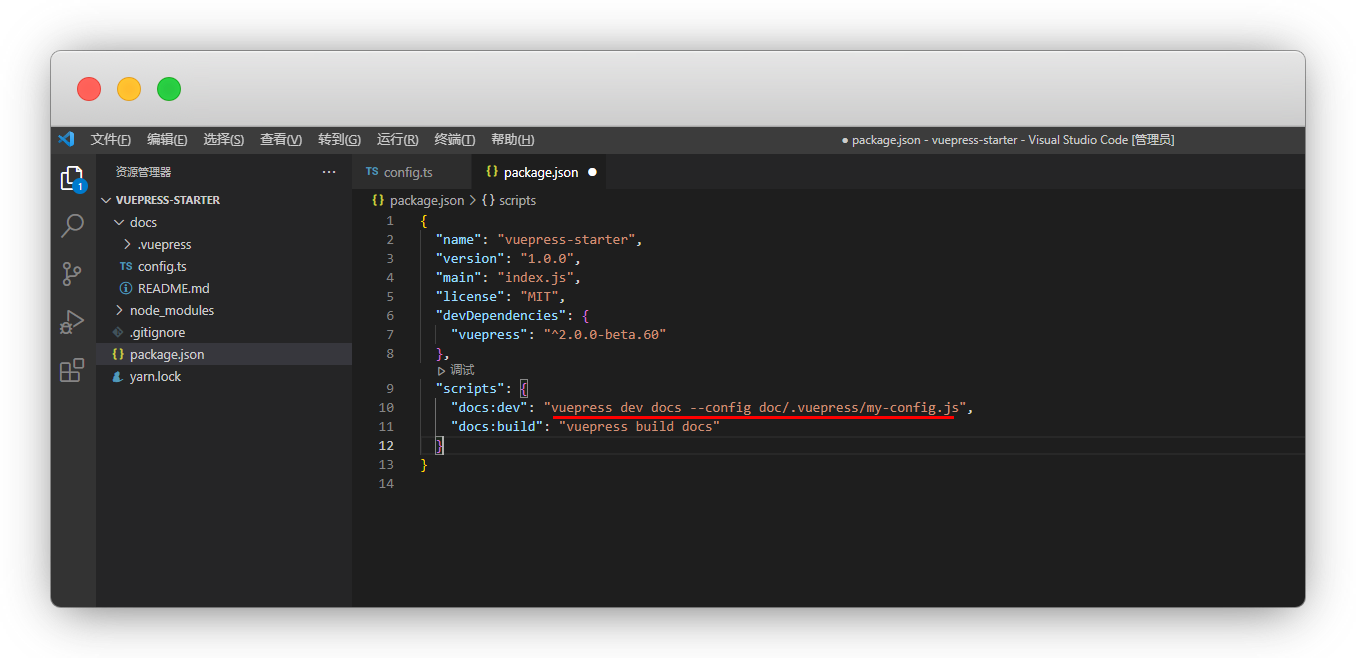 文件(F) 编辑(E) 选择(S) 查看(V) 转到(G) 运行(R) 终端(T) 帮助(H) ● package.json - vuepress-starter - Visual Studio Code [管理员]
资源管理器 ···
1
VUEPRESS-STARTER
docs
.vuepress
TS config.ts
README.md
node_modules
.gitignore
{} package.json
yarn.lock
TS config.ts {} package.json ●
{} package.json > {} scripts
1 {
2 "name": "vuepress-starter",
3 "version": "1.0.0",
4 "main": "index.js",
5 "license": "MIT",
6 "devDependencies": {
7 "vuepress": "^2.0.0-beta.60"
8 },
调试
9 "scripts": {
10 "docs:dev": "vuepress dev docs --config doc/.vuepress/my-config.js",
11 "docs:build": "vuepress build docs"
12 }
13 }
14